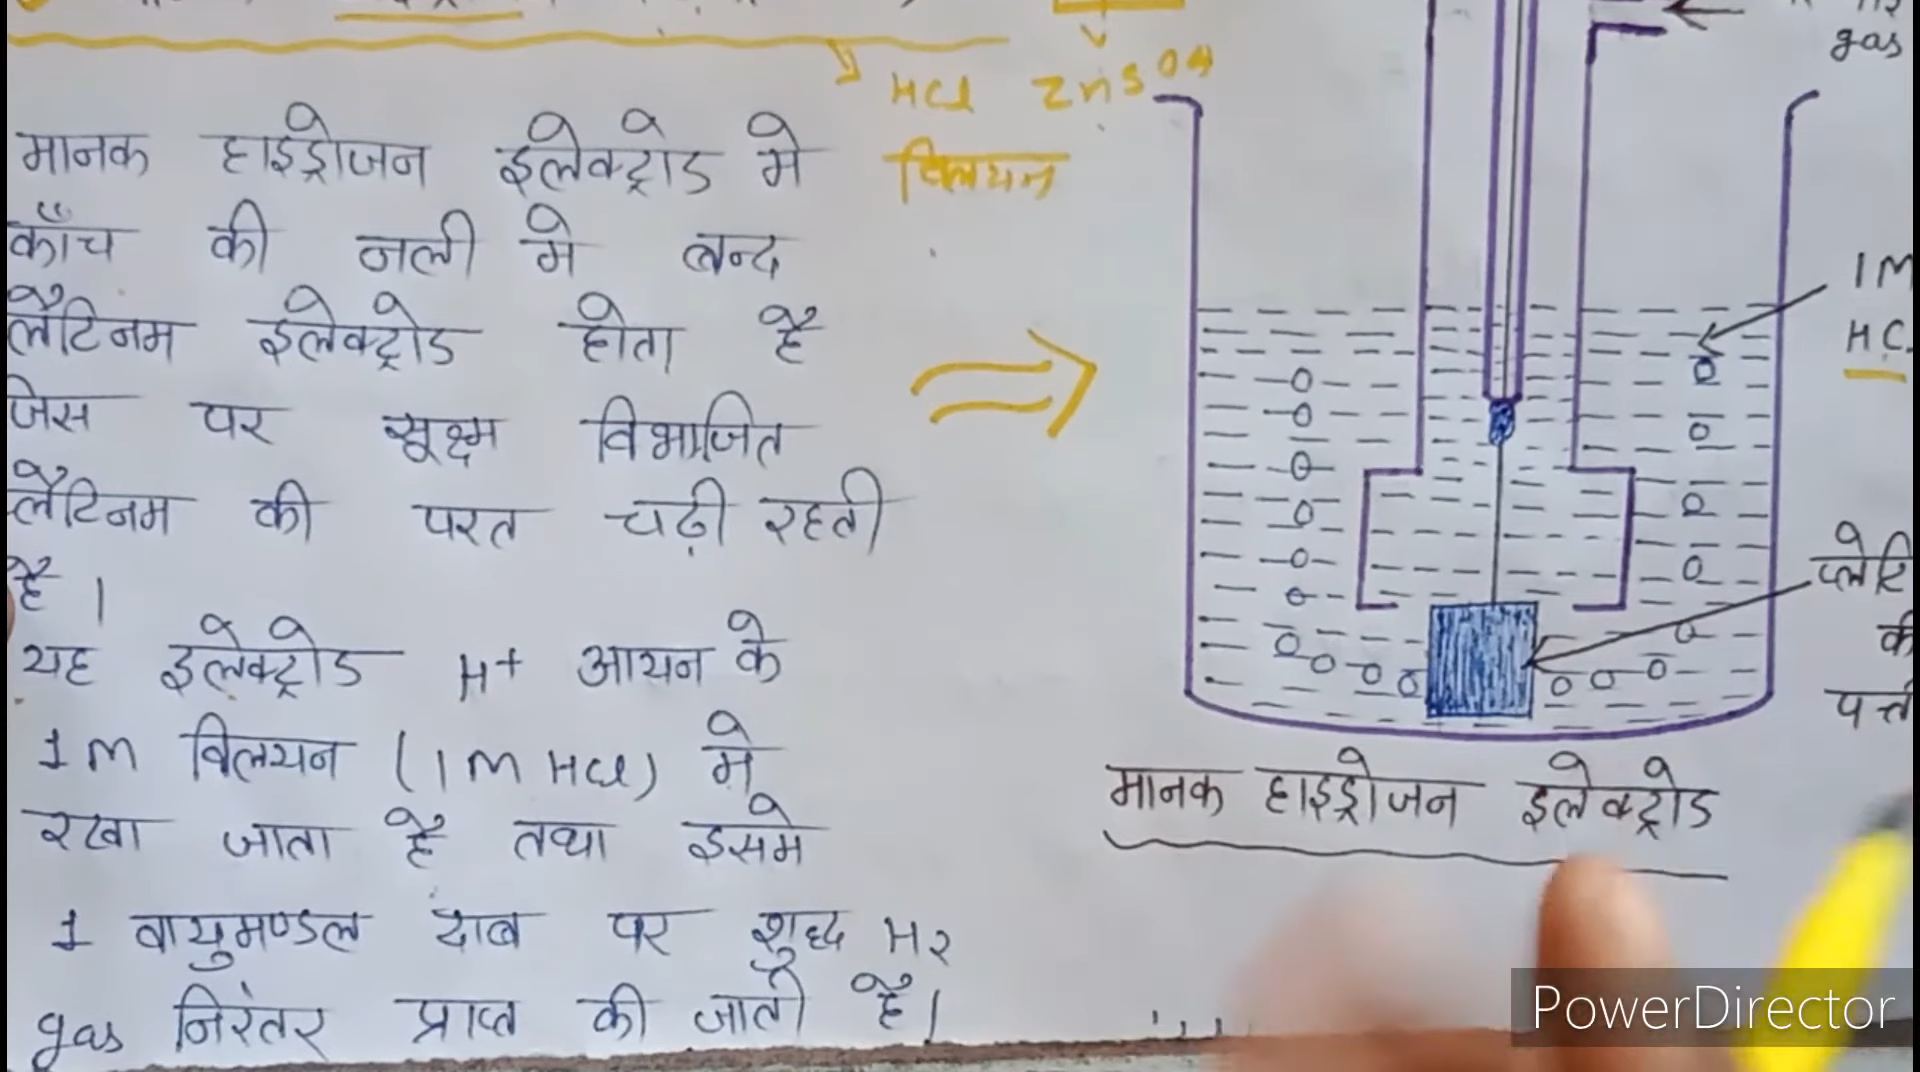 HCl ZnSO4
विलयन
मानक हाइड्रोजन इलेक्ट्रोड मे
काँच की नली मे बन्द
लैटिनम इलेक्ट्रोड होता है
जिस पर सूक्ष्म विभाजित
प्लैटिनम की परत चढ़ी रहती
है ।
यह इलेक्ट्रोड H+ आयन के
1M विलयन (1M HCl) मे
रखा जाता है तथा इसमे
1 वायुमण्डल दाब पर शुद्ध H2
gas निरंतर प्राप्त की जाती है।
gas
1M
HC
प्लेटि
की
पत्ती
मानक हाइड्रोजन इलेक्ट्रोड
PowerDirector